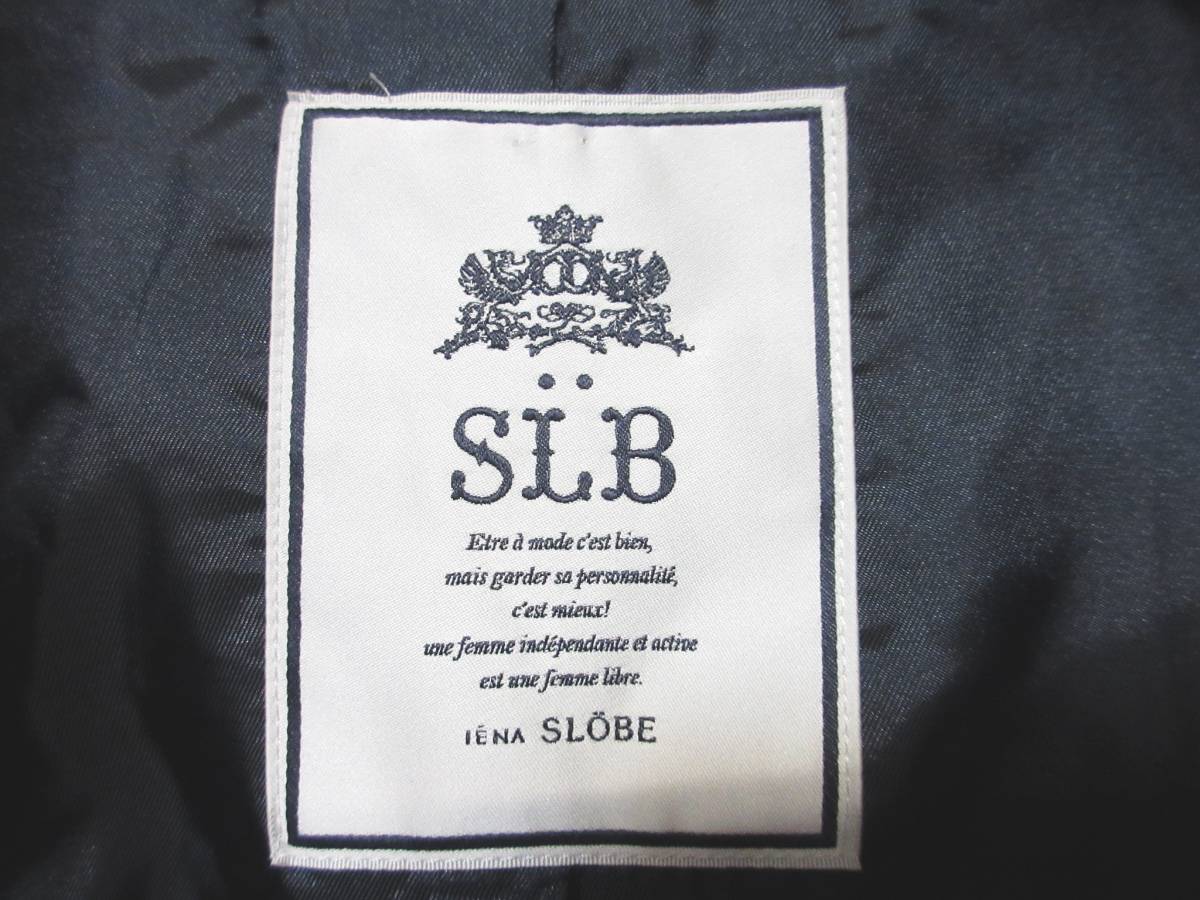 SL̈B
Etre à mode c'est bien,
mais garder sa personnalité,
c'est mieux!
une femme indépendante et active
est une femme libre.
IÉNA SLÖBE